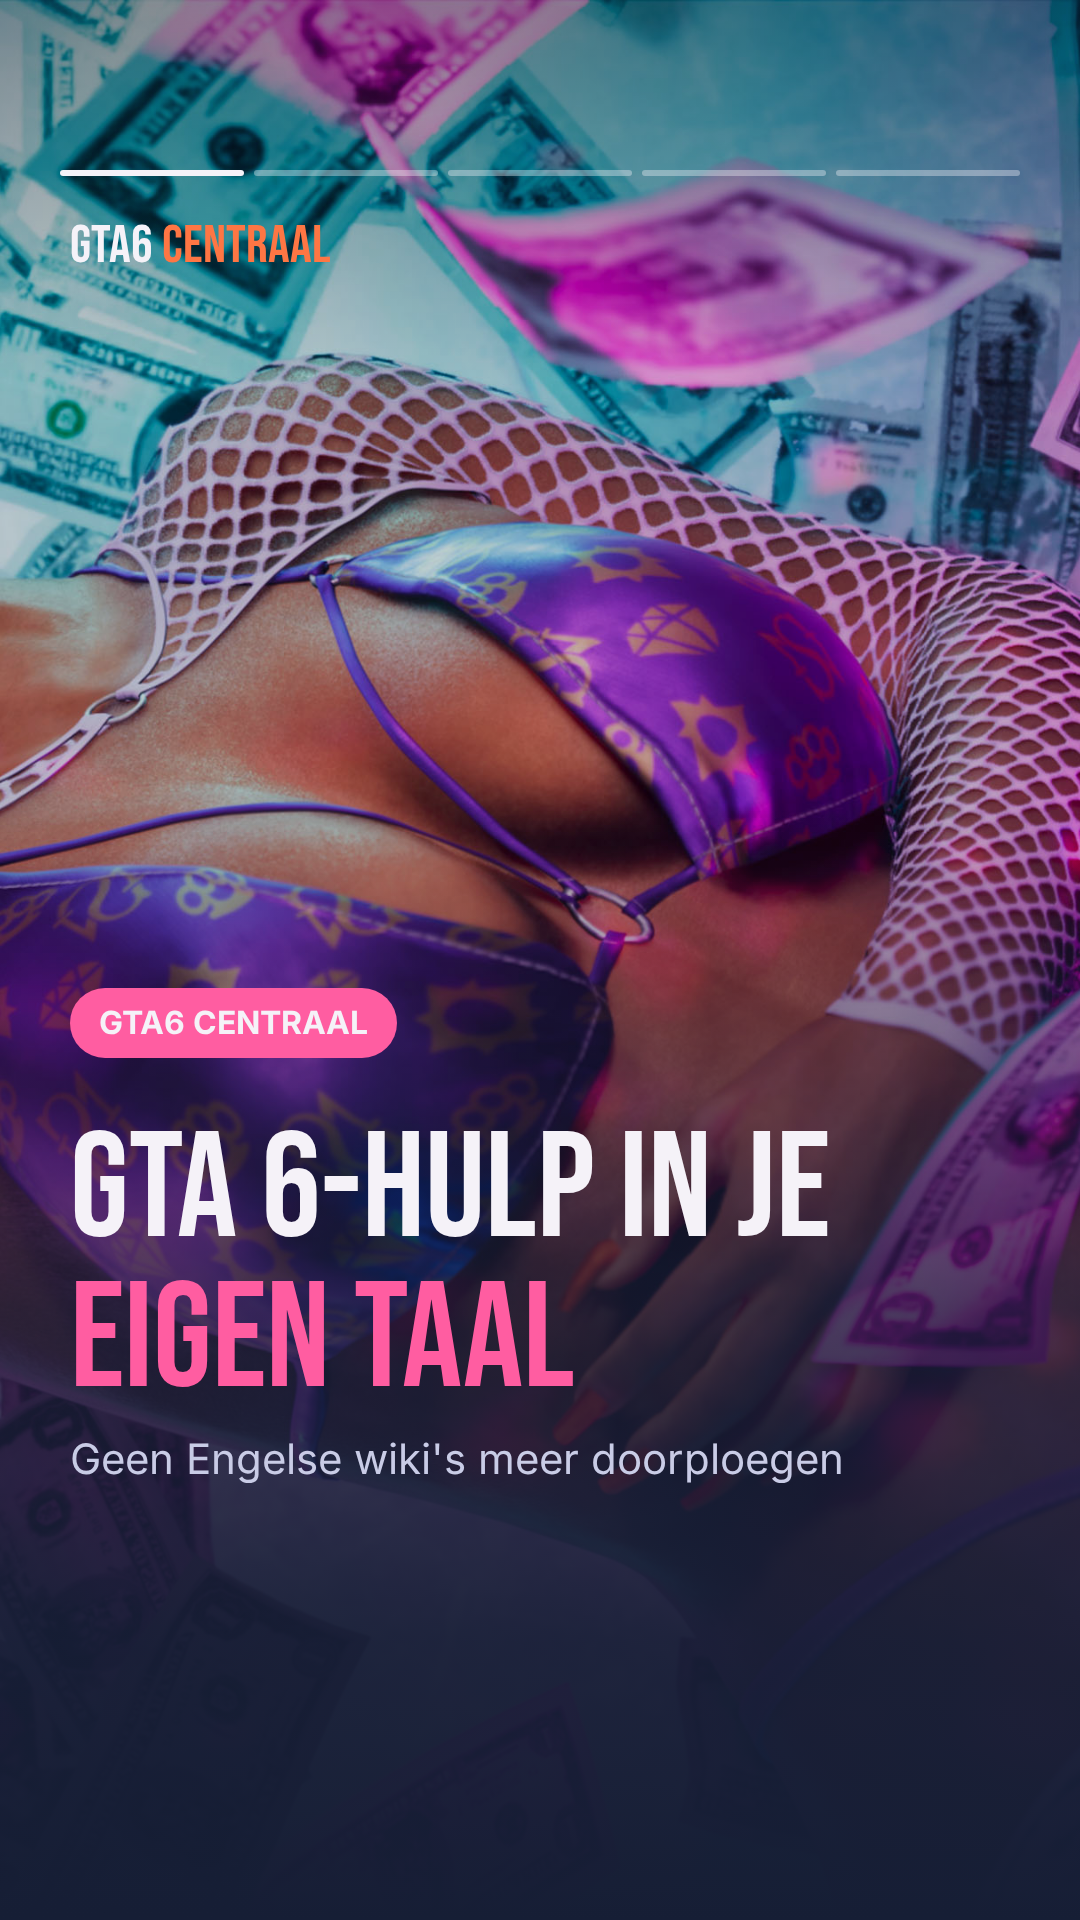 GTA6 CENTRAAL
GTA6 CENTRAAL
GTA 6-HULP IN JE
EIGEN TAAL
Geen Engelse wiki's meer doorploegen